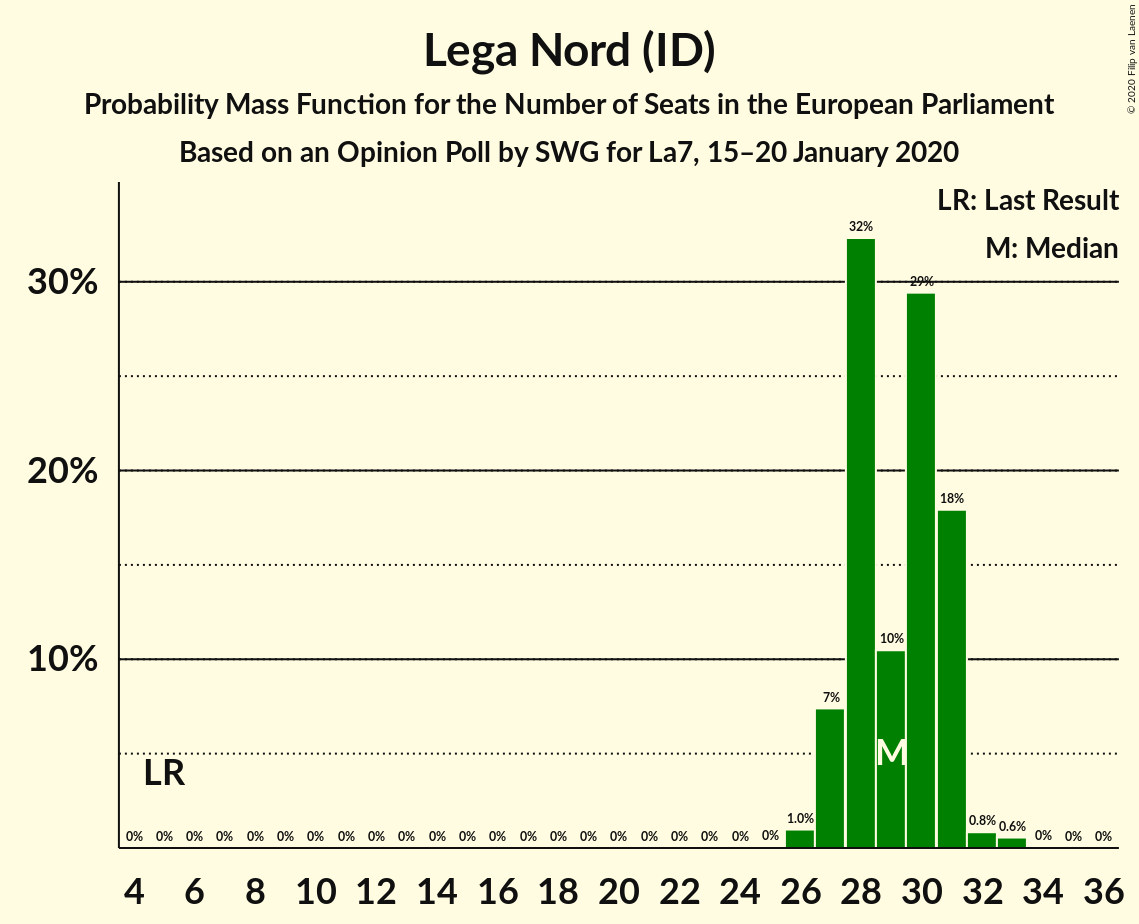 Lega Nord (ID)
Probability Mass Function for the Number of Seats in the European Parliament
Based on an Opinion Poll by SWG for La7, 15–20 January 2020
© 2020 Filip van Laenen
LR: Last Result
M: Median
30%
20%
10%
32%
29%
18%
10%
7%
M
LR
0% 0% 0% 0% 0% 0% 0% 0% 0% 0% 0% 0% 0% 0% 0% 0% 0% 0% 0% 0% 0% 0% 1.0% 0.8% 0.6% 0% 0% 0%
4 6 8 10 12 14 16 18 20 22 24 26 28 30 32 34 36